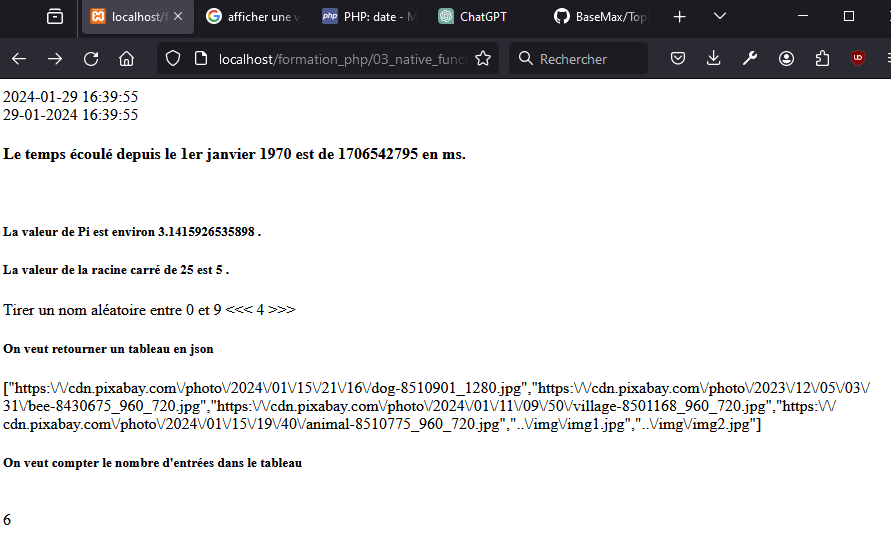 localhost/f
afficher une v
php PHP: date - M
ChatGPT
BaseMax/Topl
localhost/formation_php/03_native_func
Rechercher
2024-01-29 16:39:55
29-01-2024 16:39:55
Le temps écoulé depuis le 1er janvier 1970 est de 1706542795 en ms.
La valeur de Pi est environ 3.1415926535898 .
La valeur de la racine carré de 25 est 5 .
Tirer un nom aléatoire entre 0 et 9 <<< 4 >>>
On veut retourner un tableau en json
["https:\/\/cdn.pixabay.com\/photo\/2024\/01\/15\/21\/16\/dog-8510901_1280.jpg","https:\/\/cdn.pixabay.com\/photo\/2023\/12\/05\/03\/
31\/bee-8430675_960_720.jpg","https:\/\/cdn.pixabay.com\/photo\/2024\/01\/11\/09\/50\/village-8501168_960_720.jpg","https:\/\/
cdn.pixabay.com\/photo\/2024\/01\/15\/19\/40\/animal-8510775_960_720.jpg","..\/img\/img1.jpg","..\/img\/img2.jpg"]
On veut compter le nombre d'entrées dans le tableau
6